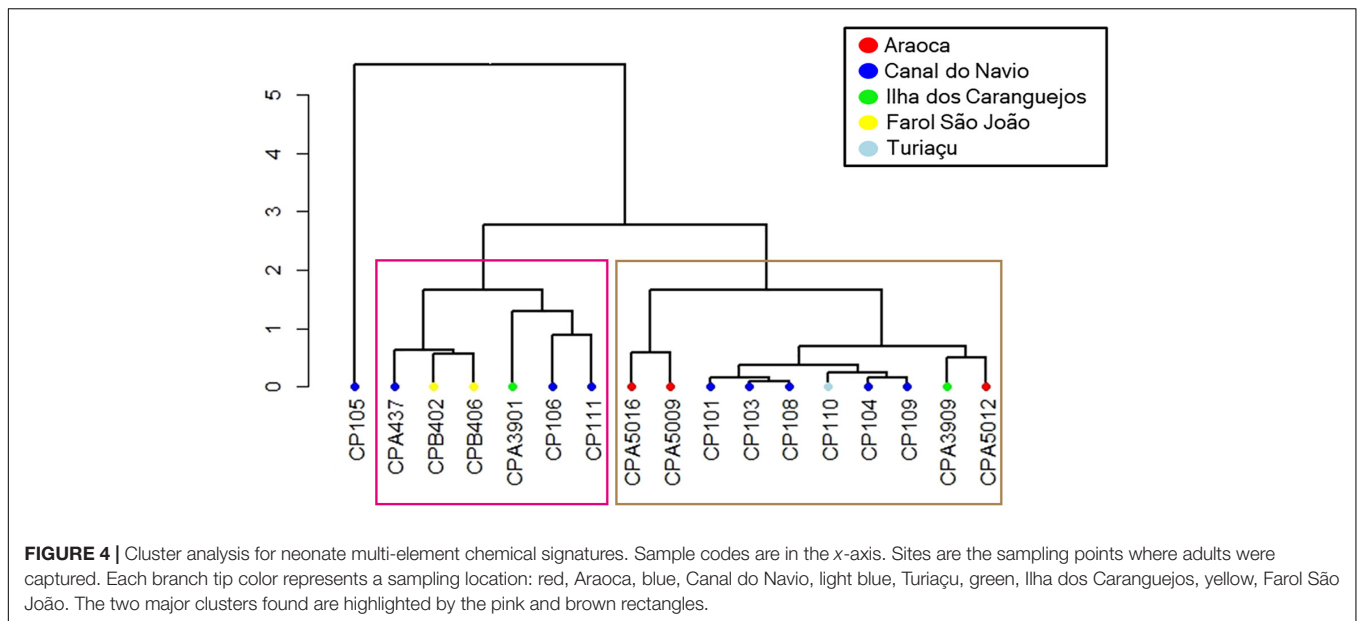 Araoca
Canal do Navio
Ilha dos Caranguejos
Farol São João
Turiaçu
5
4
3
2
1
0
CP105
CPA437
CPB402
CPB406
CPA3901
CP106
CP111
CPA5016
CPA5009
CP101
CP103
CP108
CP110
CP104
CP109
CPA3909
CPA5012
FIGURE 4 | Cluster analysis for neonate multi-element chemical signatures. Sample codes are in the x-axis. Sites are the sampling points where adults were
captured. Each branch tip color represents a sampling location: red, Araoca, blue, Canal do Navio, light blue, Turiaçu, green, Ilha dos Caranguejos, yellow, Farol São
João. The two major clusters found are highlighted by the pink and brown rectangles.